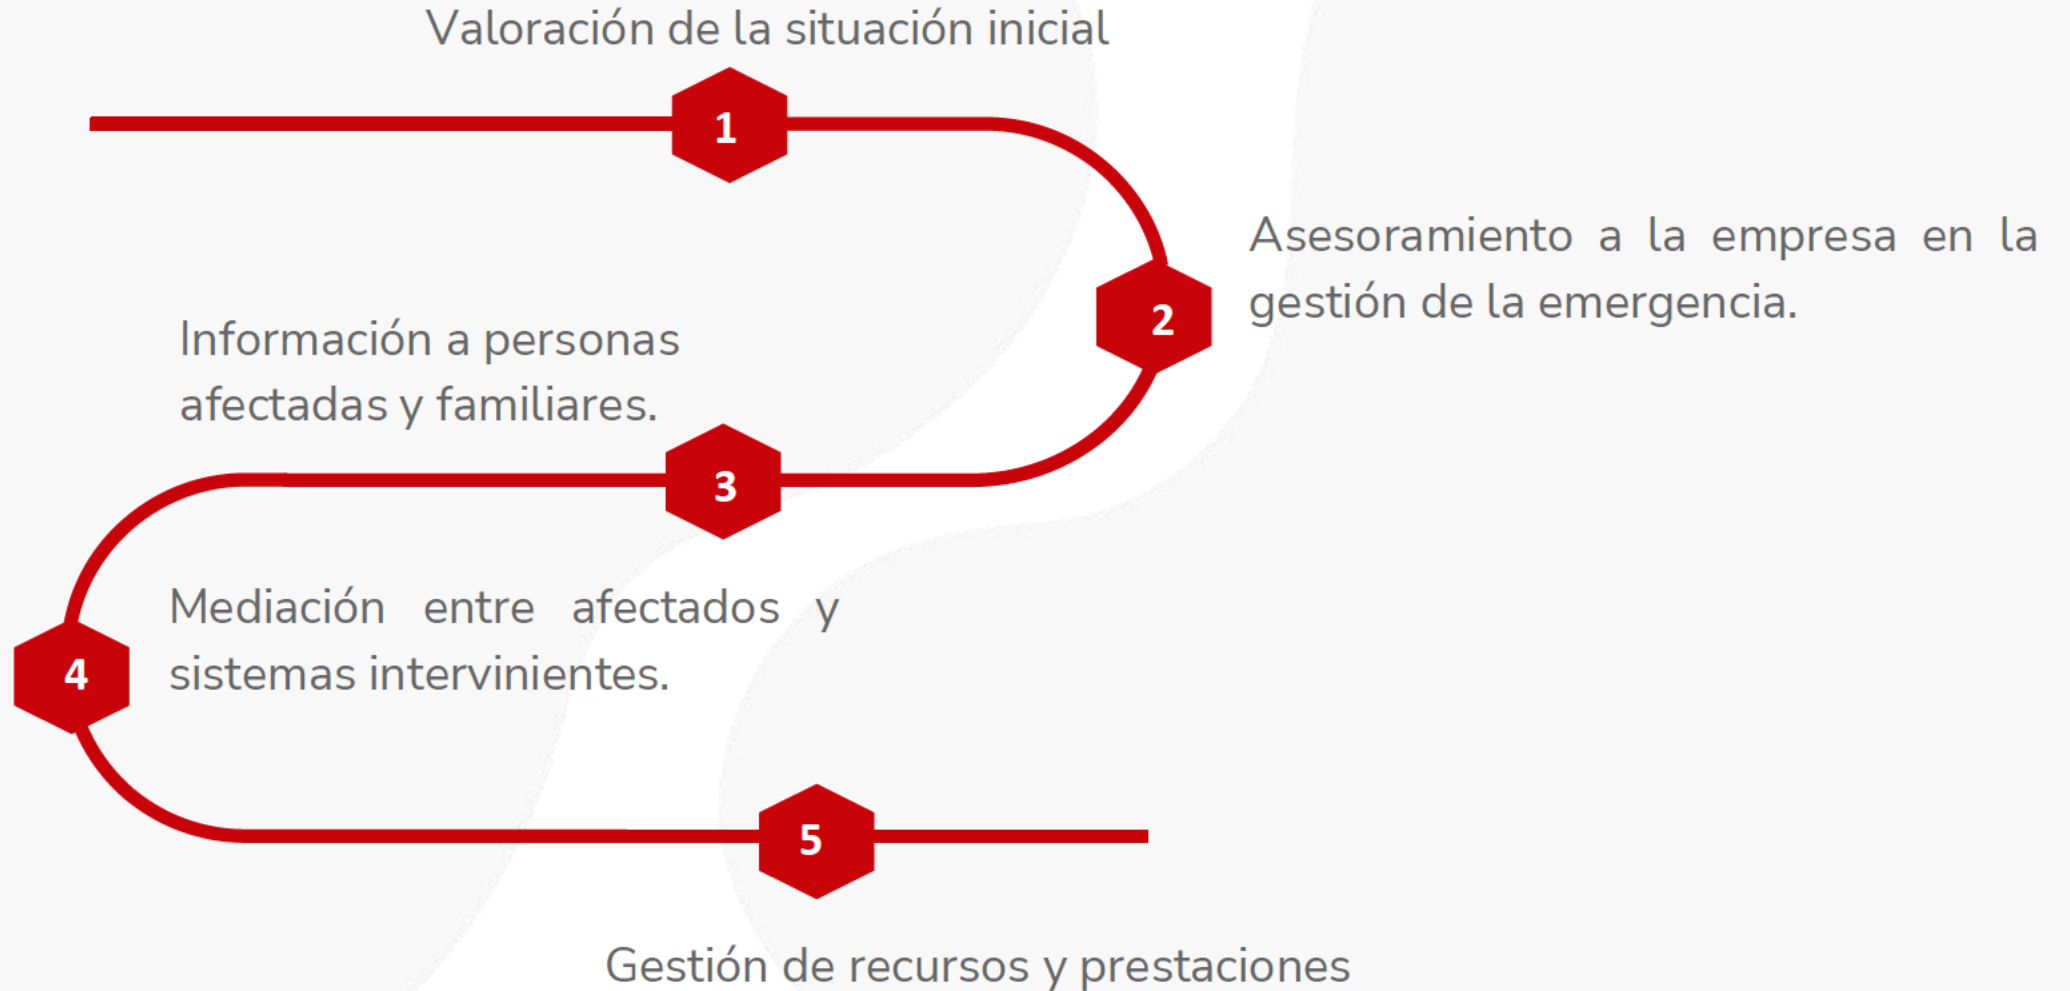 Valoración de la situación inicial
1
Asesoramiento a la empresa en la
gestión de la emergencia.
2
Información a personas
afectadas y familiares.
3
Mediación entre afectados y
sistemas intervinientes.
4
5
Gestión de recursos y prestaciones